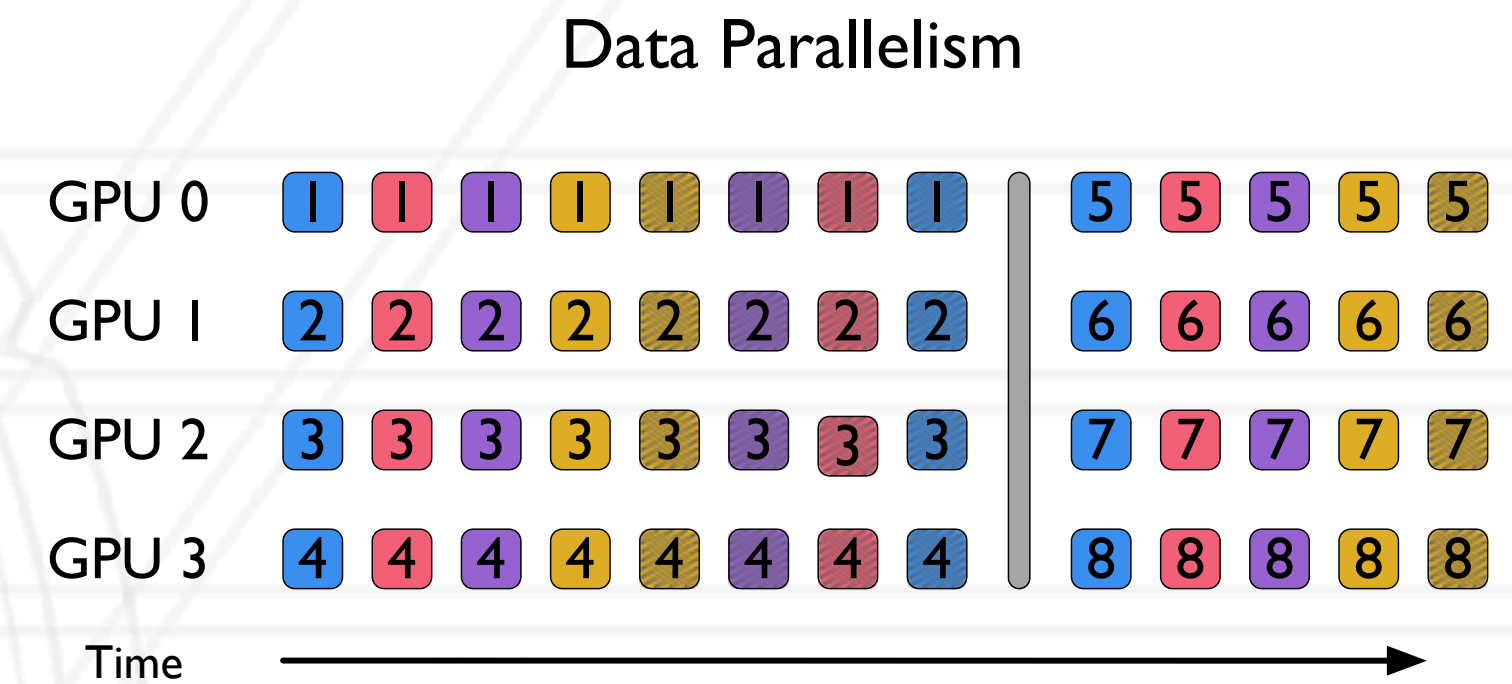 Data Parallelism
GPU 0 1 1 1 1 1 1 1 1 5 5 5 5 5
GPU 1 2 2 2 2 2 2 2 2 6 6 6 6 6
GPU 2 3 3 3 3 3 3 3 3 7 7 7 7 7
GPU 3 4 4 4 4 4 4 4 4 8 8 8 8 8
Time